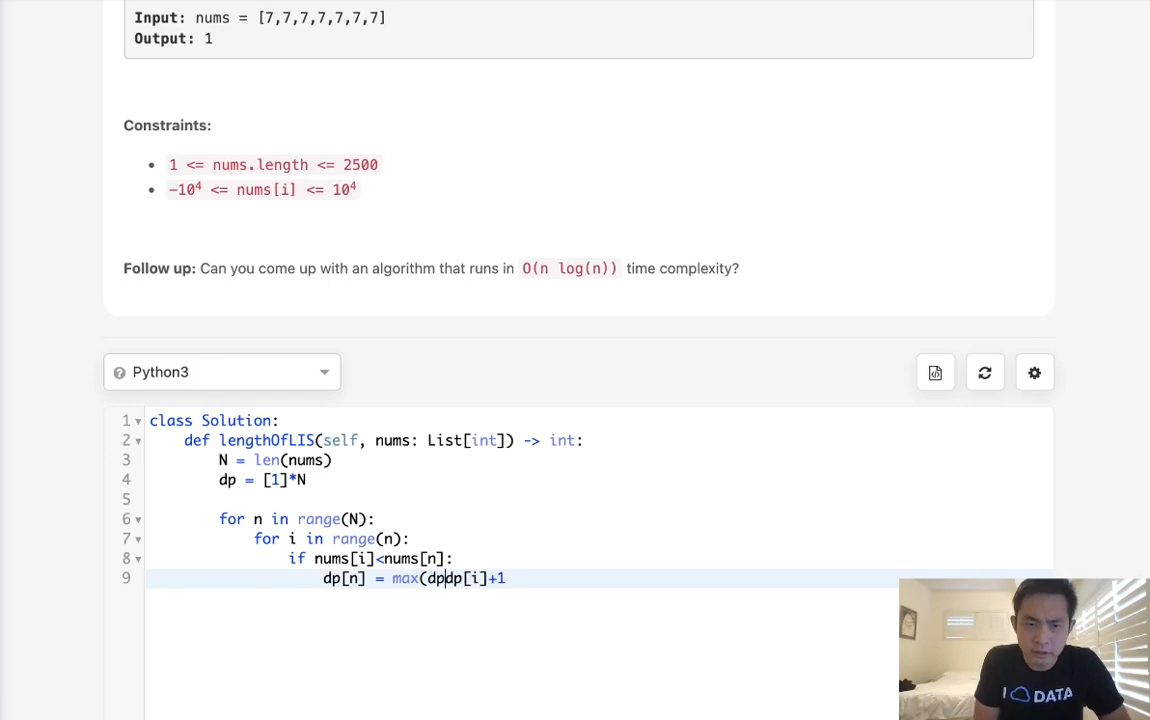 Input: nums = [7,7,7,7,7,7,7]
Output: 1
Constraints:
1 <= nums.length <= 2500
-10⁴ <= nums[i] <= 10⁴
Follow up: Can you come up with an algorithm that runs in O(n log(n)) time complexity?
Python3
1 class Solution:
2 def lengthOfLIS(self, nums: List[int]) -> int:
3 N = len(nums)
4 dp = [1]*N
5
6 for n in range(N):
7 for i in range(n):
8 if nums[i]<nums[n]:
9 dp[n] = max(dpdp[i]+1
I DATA